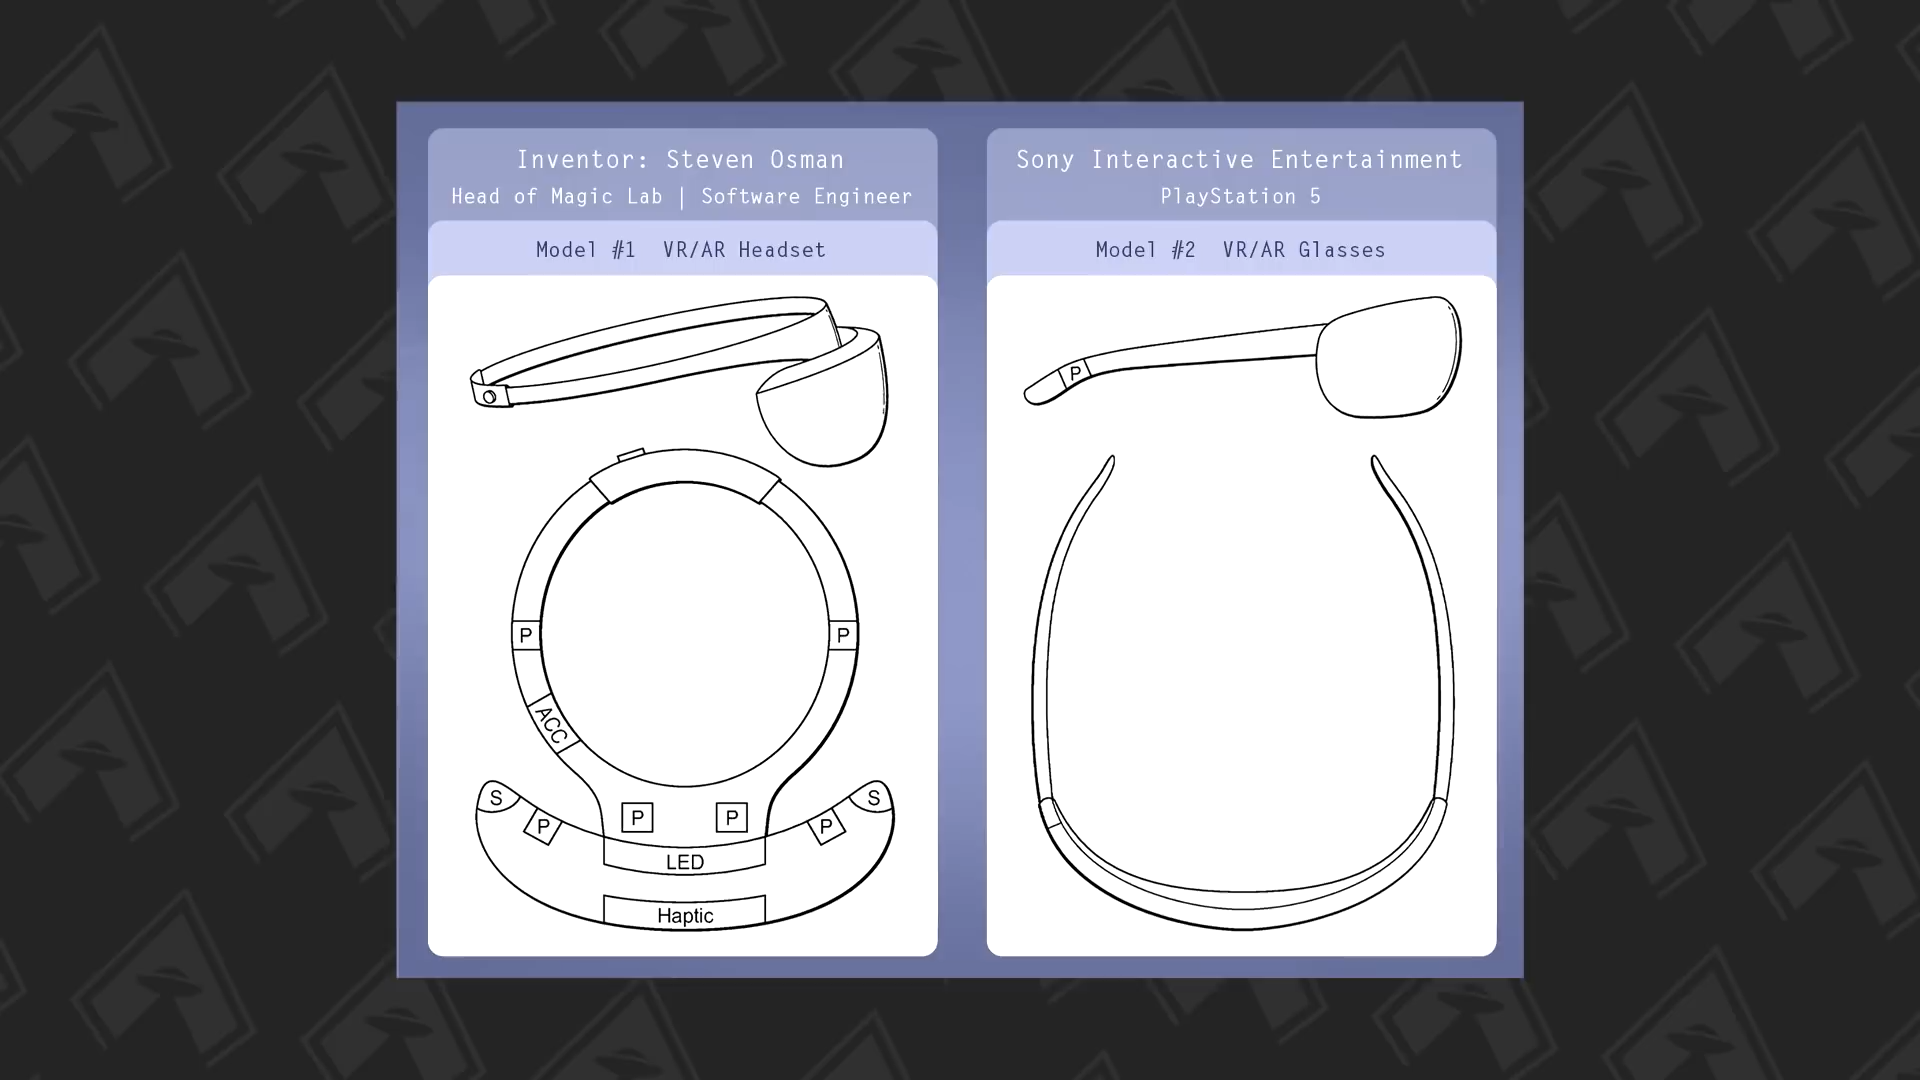 Inventor: Steven Osman
Head of Magic Lab | Software Engineer
Model #1 VR/AR Headset
P
P
ACC
S
S
P
P
P
P
LED
Haptic
Sony Interactive Entertainment
PlayStation 5
Model #2 VR/AR Glasses
P